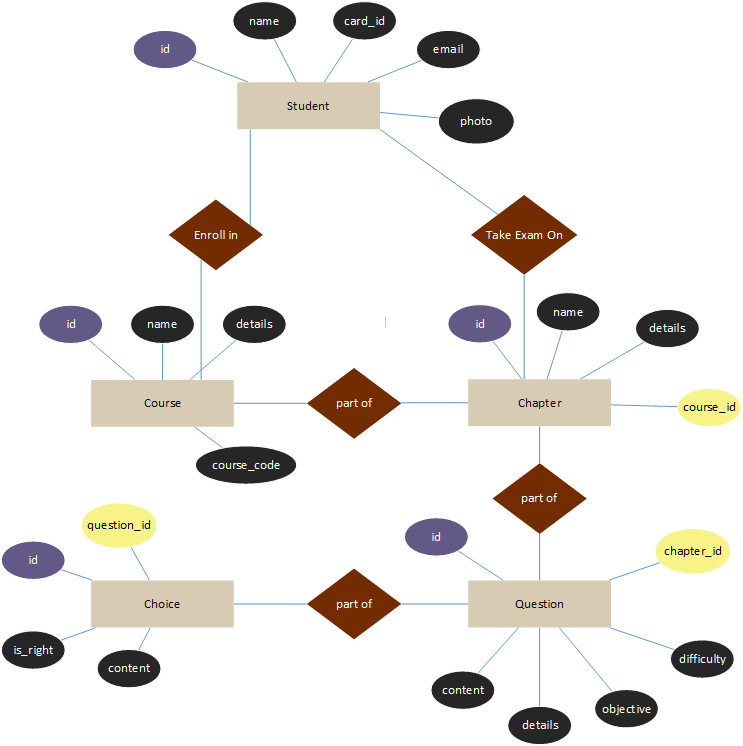 name
card_id
id
email
Student
photo
Enroll in
Take Exam On
id
name
details
id
name
details
Course
part of
Chapter
course_id
course_code
part of
question_id
id
chapter_id
id
Choice
part of
Question
is_right
content
difficulty
content
details
objective